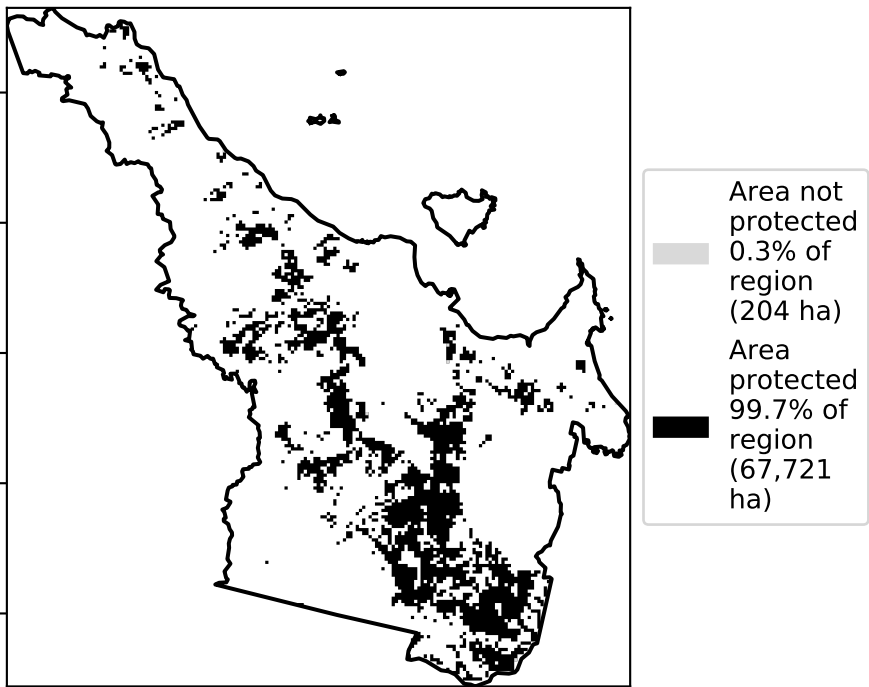 Area not
protected
0.3% of
region
(204 ha)
Area
protected
99.7% of
region
(67,721
ha)